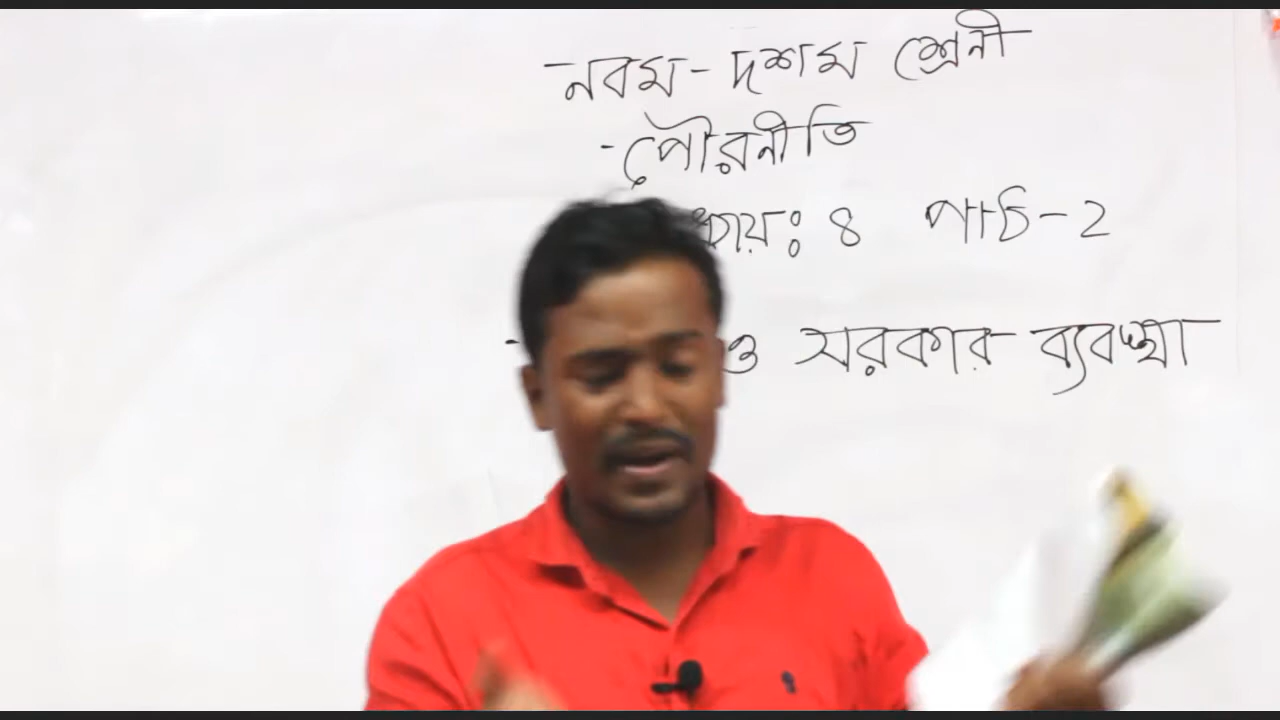 নবম - দশম শ্রেনী
- পৌরনীতি
: ৪ পাঠ - 2
- ও সরকার ব্যবস্থা